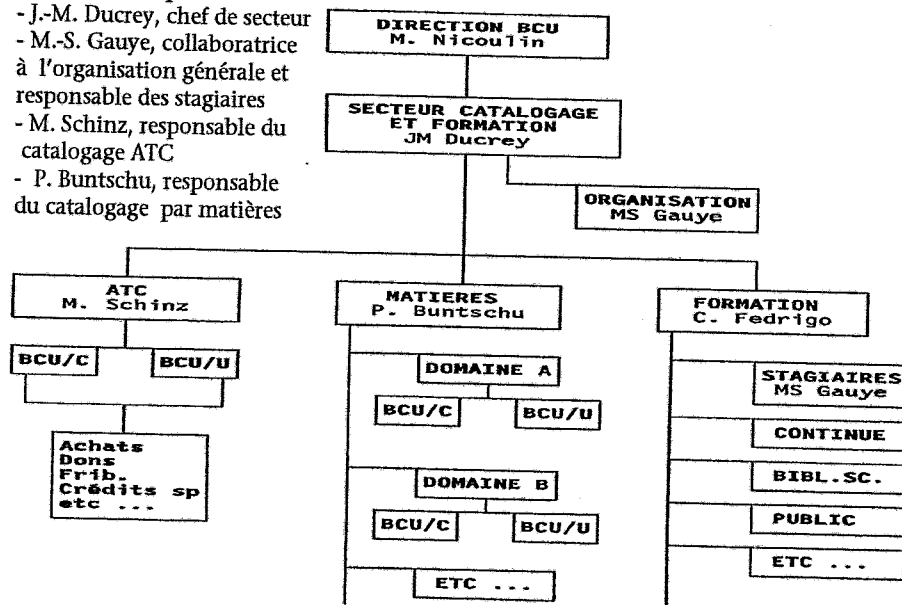 - J.-M. Ducrey, chef de secteur
- M.-S. Gauye, collaboratrice
à l'organisation générale et
responsable des stagiaires
- M. Schinz, responsable du
catalogage ATC
- P. Buntschu, responsable
du catalogage par matières
DIRECTION BCU
M. Nicoulin
SECTEUR CATALOGAGE
ET FORMATION
JM Ducrey
ORGANISATION
MS Gauye
ATC
M. Schinz
BCU/C
BCU/U
Achats
Dons
Frib.
Crédits sp
etc ...
MATIERES
P. Buntschu
DOMAINE A
BCU/C
BCU/U
DOMAINE B
BCU/C
BCU/U
ETC ...
FORMATION
C. Fedrigo
STAGIAIRES
MS Gauye
CONTINUE
BIBL.SC.
PUBLIC
ETC ...